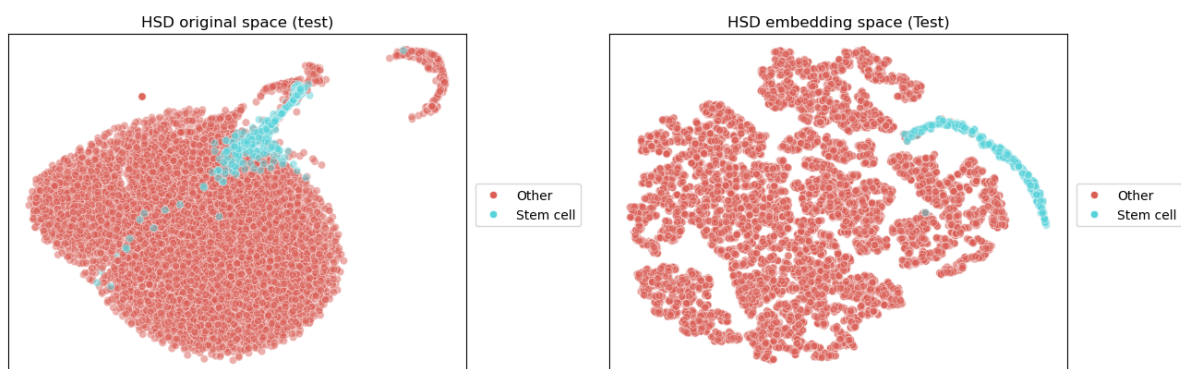 HSD original space (test)
Other
Stem cell
HSD embedding space (Test)
Other
Stem cell